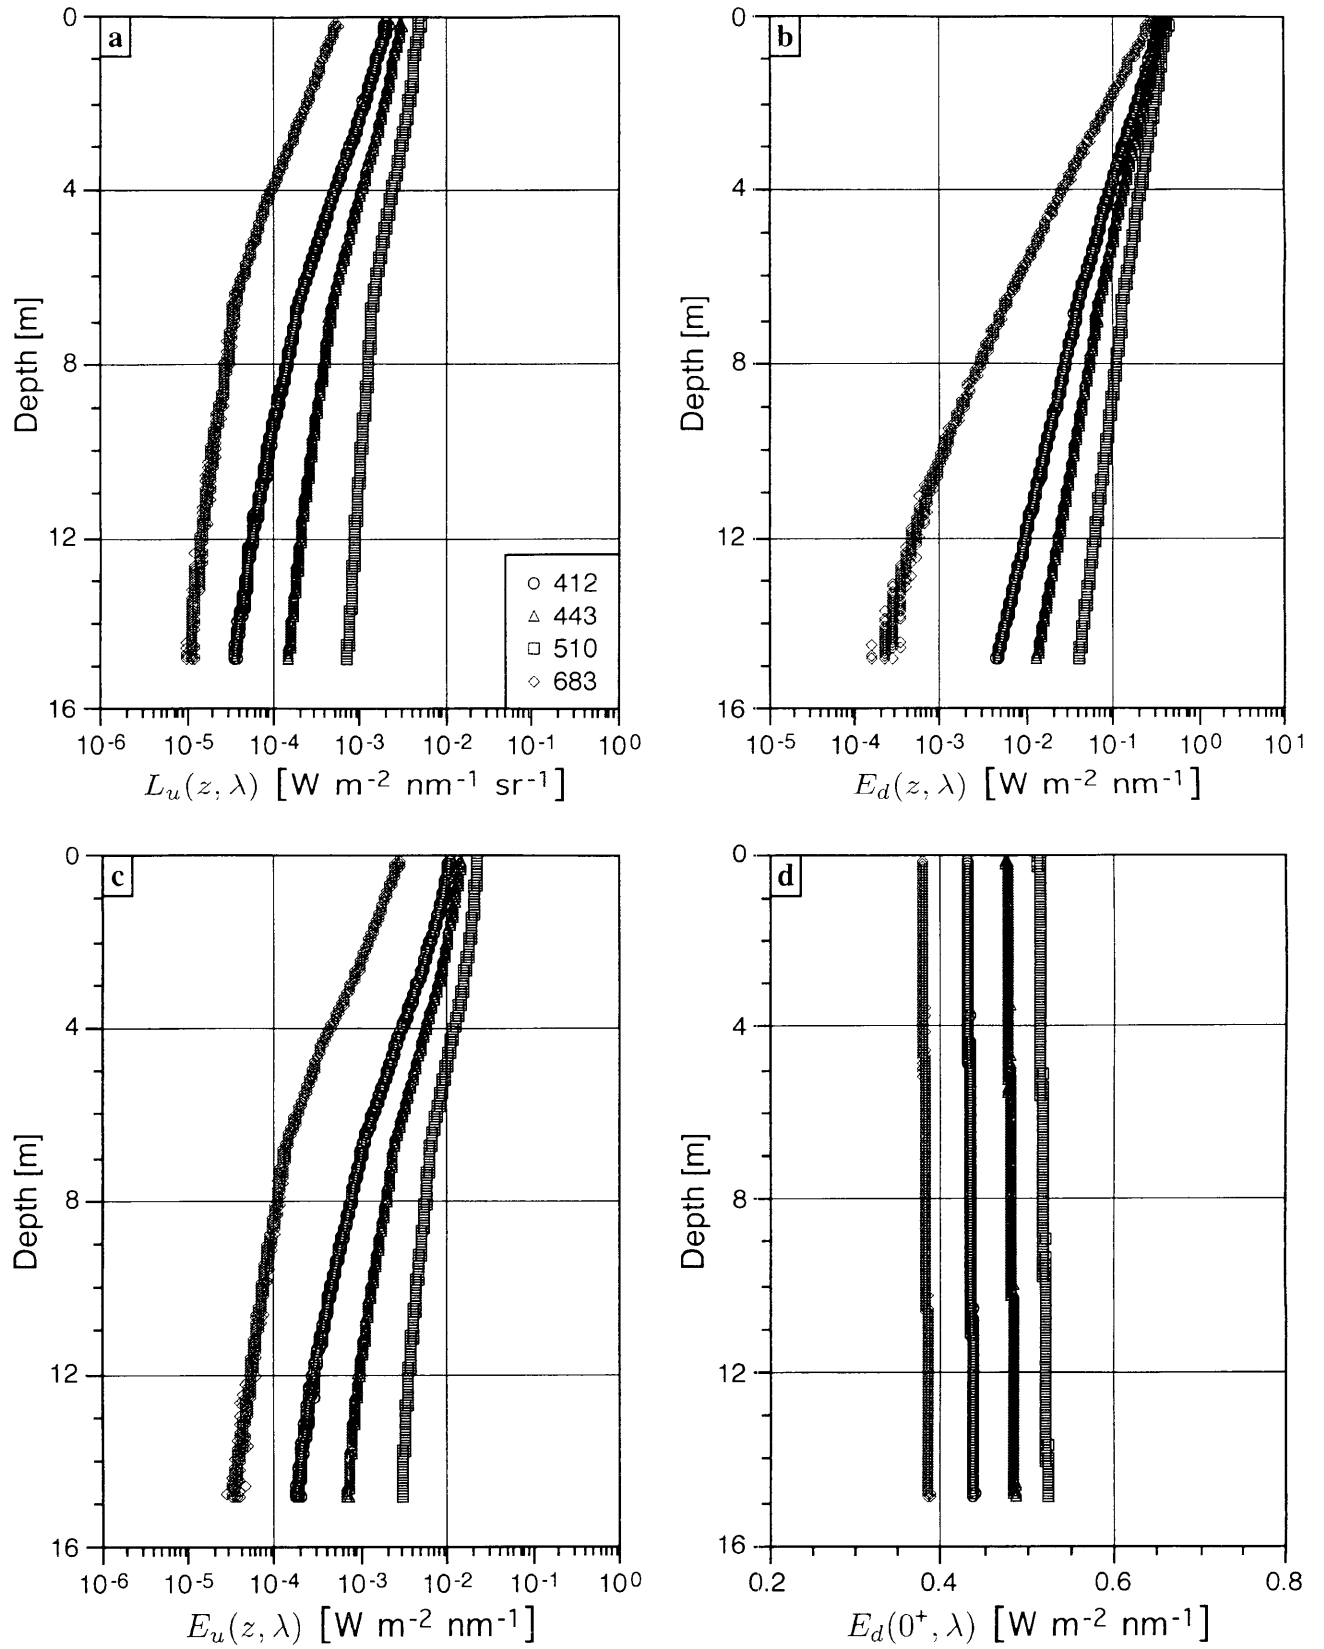 a
0
4
8
12
16
Depth [m]
○ 412
△ 443
□ 510
◇ 683
10⁻⁶ 10⁻⁵ 10⁻⁴ 10⁻³ 10⁻² 10⁻¹ 10⁰
Lᵤ(z, λ) [W m⁻² nm⁻¹ sr⁻¹]
b
0
4
8
12
16
Depth [m]
10⁻⁵ 10⁻⁴ 10⁻³ 10⁻² 10⁻¹ 10⁰ 10¹
E_d(z, λ) [W m⁻² nm⁻¹]
c
0
4
8
12
16
Depth [m]
10⁻⁶ 10⁻⁵ 10⁻⁴ 10⁻³ 10⁻² 10⁻¹ 10⁰
Eᵤ(z, λ) [W m⁻² nm⁻¹]
d
0
4
8
12
16
Depth [m]
0.2 0.4 0.6 0.8
E_d(0⁺, λ) [W m⁻² nm⁻¹]